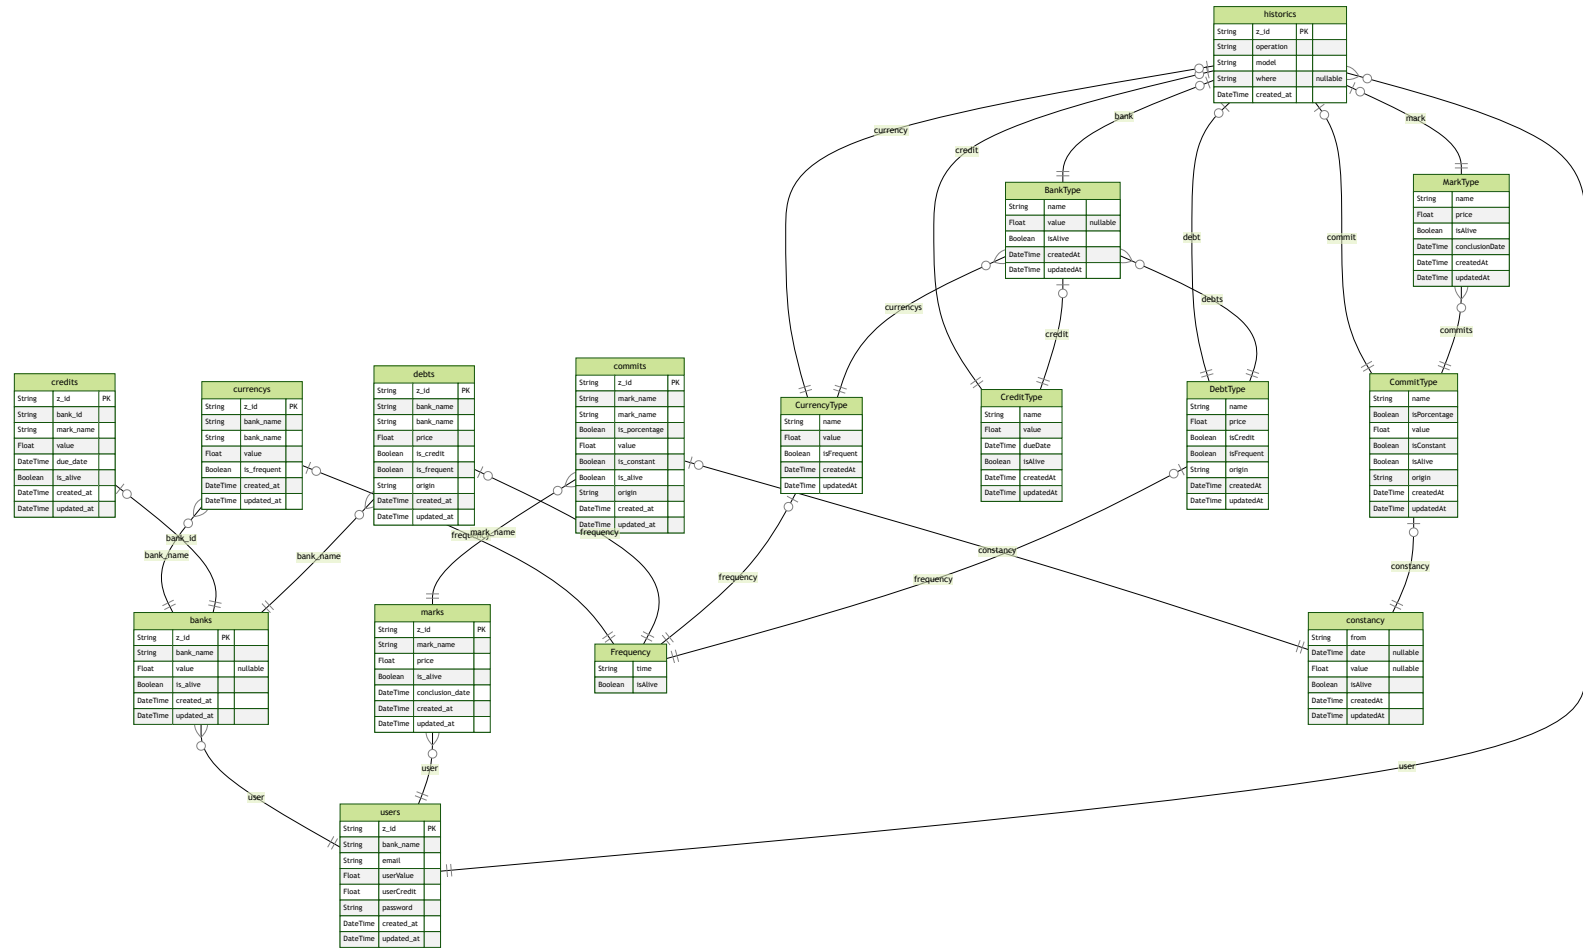 historics
String z_id PK
String operation
String model
String where nullable
DateTime created_at
currency
credit
bank
debt
commit
mark
user
BankType
String name
Float value nullable
Boolean isAlive
DateTime createdAt
DateTime updatedAt
MarkType
String name
Float price
Boolean isAlive
DateTime conclusionDate
DateTime createdAt
DateTime updatedAt
currencys
credit
debts
commits
credits
String z_id PK
String bank_id
String mark_name
Float value
DateTime due_date
Boolean is_alive
DateTime created_at
DateTime updated_at
currencys
String z_id PK
String bank_name
String bank_name
Float value
Boolean is_frequent
DateTime created_at
DateTime updated_at
debts
String z_id PK
String bank_name
String bank_name
Float price
Boolean is_credit
Boolean is_frequent
String origin
DateTime created_at
DateTime updated_at
commits
String z_id PK
String mark_name
String mark_name
Boolean is_porcentage
Float value
Boolean is_constant
Boolean is_alive
String origin
DateTime created_at
DateTime updated_at
CurrencyType
String name
Float value
Boolean isFrequent
DateTime createdAt
DateTime updatedAt
CreditType
String name
Float value
DateTime dueDate
Boolean isAlive
DateTime createdAt
DateTime updatedAt
DebtType
String name
Float price
Boolean isCredit
Boolean isFrequent
String origin
DateTime createdAt
DateTime updatedAt
CommitType
String name
Boolean isPorcentage
Float value
Boolean isConstant
Boolean isAlive
String origin
DateTime createdAt
DateTime updatedAt
bank_id
bank_name
bank_name
frequency
mark_name
frequency
frequency
frequency
constancy
constancy
banks
String z_id PK
String bank_name
Float value nullable
Boolean is_alive
DateTime created_at
DateTime updated_at
marks
String z_id PK
String mark_name
Float price
Boolean is_alive
DateTime conclusion_date
DateTime created_at
DateTime updated_at
Frequency
String time
Boolean isAlive
constancy
String from
DateTime date nullable
Float value nullable
Boolean isAlive
DateTime createdAt
DateTime updatedAt
user
user
users
String z_id PK
String bank_name
String email
Float userValue
Float userCredit
String password
DateTime created_at
DateTime updated_at